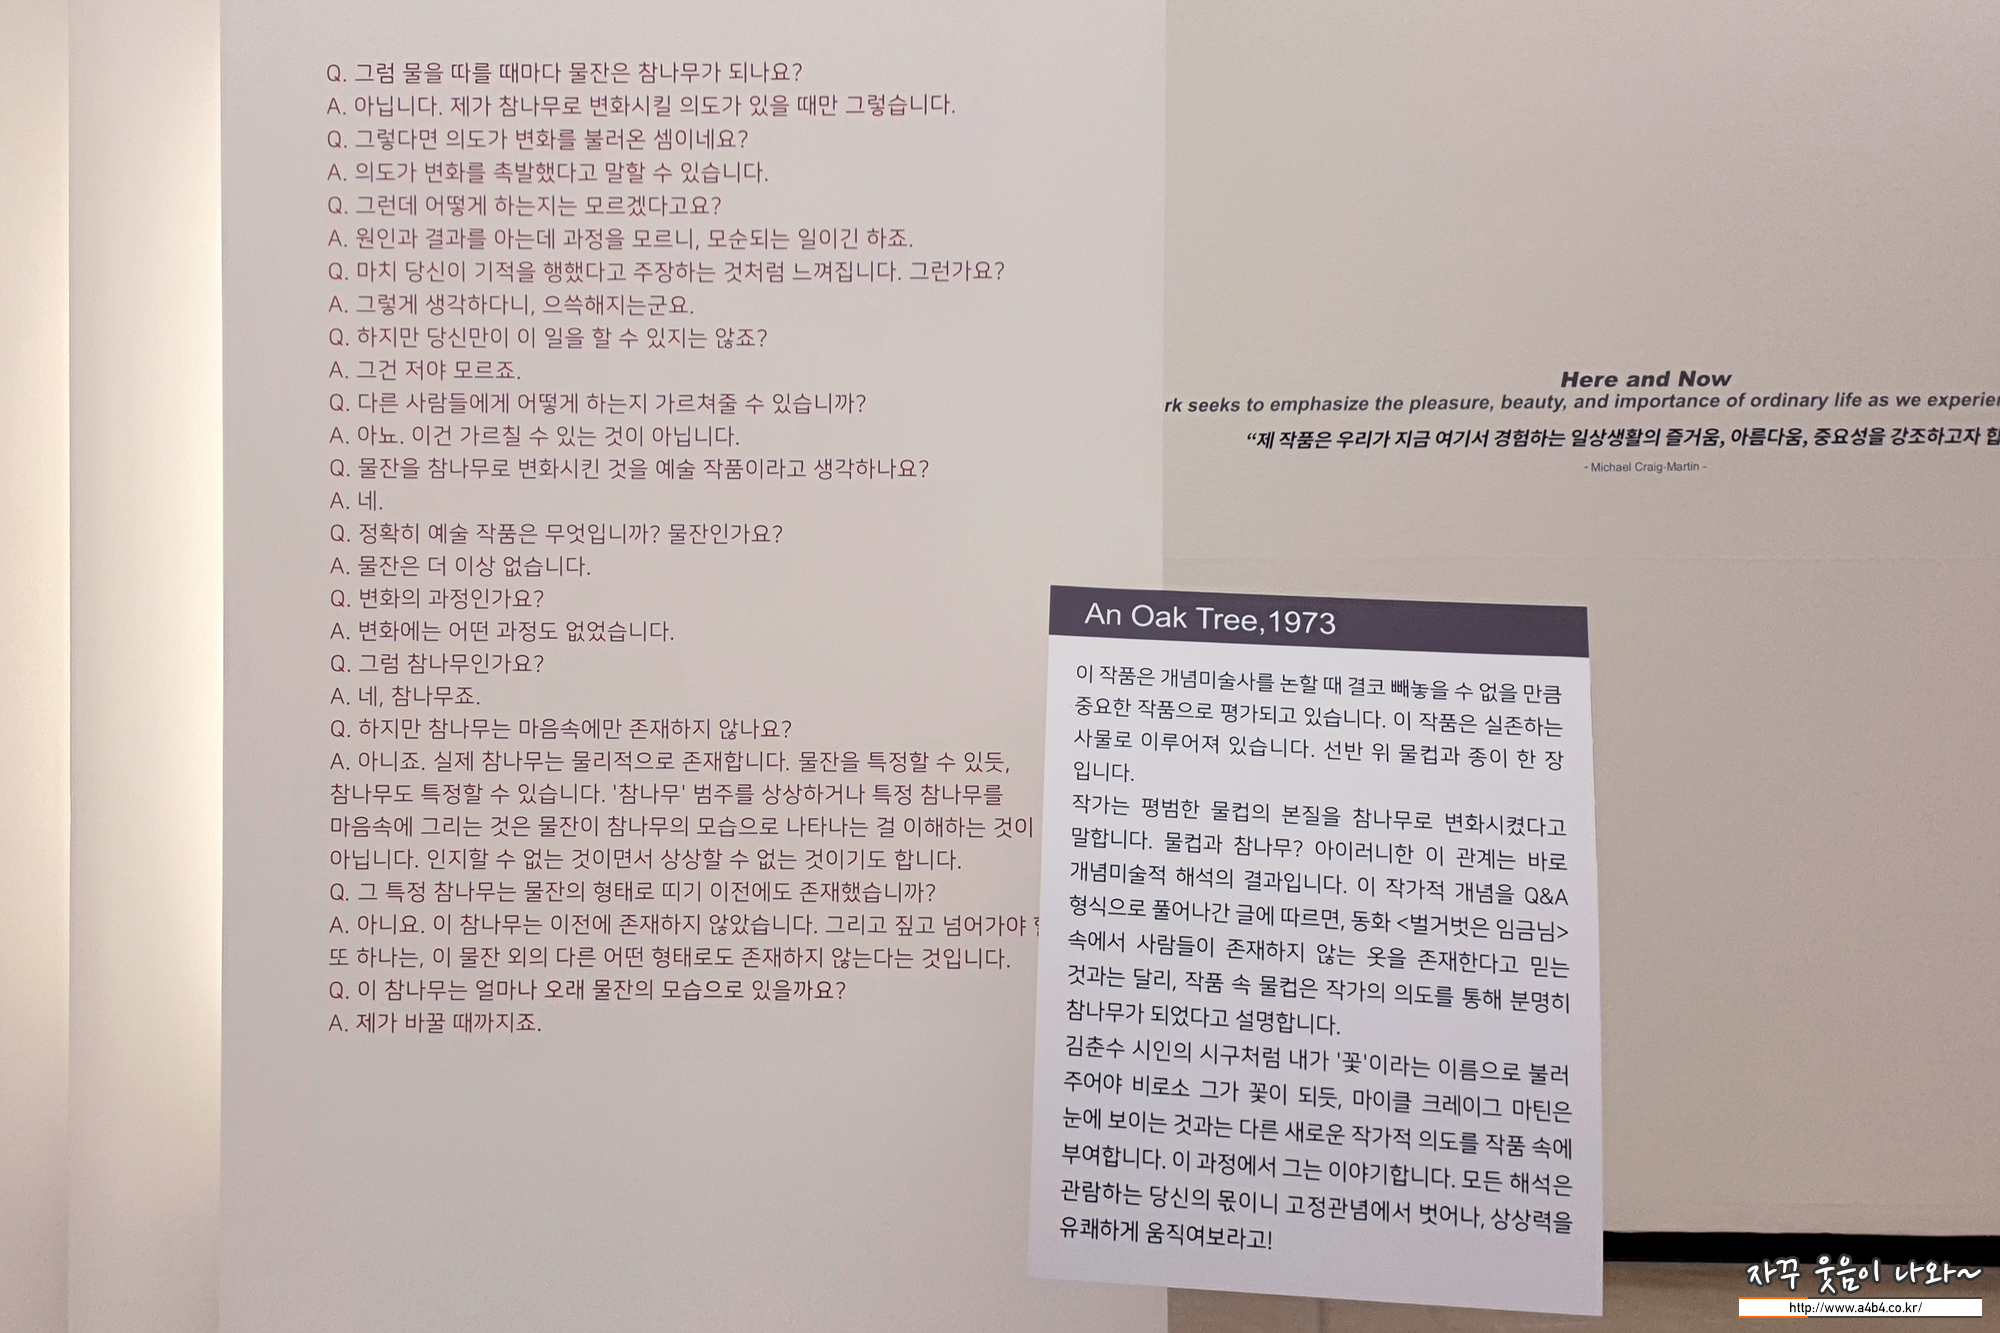 Q. 그럼 물을 따를 때마다 물잔은 참나무가 되나요?
A. 아닙니다. 제가 참나무로 변화시킬 의도가 있을 때만 그렇습니다.
Q. 그렇다면 의도가 변화를 불러온 셈이네요?
A. 의도가 변화를 촉발했다고 말할 수 있습니다.
Q. 그런데 어떻게 하는지는 모르겠다고요?
A. 원인과 결과를 아는데 과정을 모르니, 모순되는 일이긴 하죠.
Q. 마치 당신이 기적을 행했다고 주장하는 것처럼 느껴집니다. 그런가요?
A. 그렇게 생각하다니, 으쓱해지는군요.
Q. 하지만 당신만이 이 일을 할 수 있지는 않죠?
A. 그건 저야 모르죠.
Q. 다른 사람들에게 어떻게 하는지 가르쳐줄 수 있습니까?
A. 아뇨. 이건 가르칠 수 있는 것이 아닙니다.
Q. 물잔을 참나무로 변화시킨 것을 예술 작품이라고 생각하나요?
A. 네.
Q. 정확히 예술 작품은 무엇입니까? 물잔인가요?
A. 물잔은 더 이상 없습니다.
Q. 변화의 과정인가요?
A. 변화에는 어떤 과정도 없었습니다.
Q. 그럼 참나무인가요?
A. 네, 참나무죠.
Q. 하지만 참나무는 마음속에만 존재하지 않나요?
A. 아니죠. 실제 참나무는 물리적으로 존재합니다. 물잔을 특정할 수 있듯,
참나무도 특정할 수 있습니다. '참나무' 범주를 상상하거나 특정 참나무를
마음속에 그리는 것은 물잔이 참나무의 모습으로 나타나는 걸 이해하는 것이
아닙니다. 인지할 수 없는 것이면서 상상할 수 없는 것이기도 합니다.
Q. 그 특정 참나무는 물잔의 형태로 띠기 이전에도 존재했습니까?
A. 아니요. 이 참나무는 이전에 존재하지 않았습니다. 그리고 짚고 넘어가야
또 하나는, 이 물잔 외의 다른 어떤 형태로도 존재하지 않는다는 것입니다.
Q. 이 참나무는 얼마나 오래 물잔의 모습으로 있을까요?
A. 제가 바꿀 때까지죠.
Here and Now
rk seeks to emphasize the pleasure, beauty, and importance of ordinary life as we experien
“제 작품은 우리가 지금 여기서 경험하는 일상생활의 즐거움, 아름다움, 중요성을 강조하고자 합
- Michael Craig-Martin -
An Oak Tree,1973
이 작품은 개념미술사를 논할 때 결코 빼놓을 수 없을 만큼
중요한 작품으로 평가되고 있습니다. 이 작품은 실존하는
사물로 이루어져 있습니다. 선반 위 물컵과 종이 한 장
입니다.
작가는 평범한 물컵의 본질을 참나무로 변화시켰다고
말합니다. 물컵과 참나무? 아이러니한 이 관계는 바로
개념미술적 해석의 결과입니다. 이 작가적 개념을 Q&A
형식으로 풀어나간 글에 따르면, 동화 <벌거벗은 임금님>
속에서 사람들이 존재하지 않는 옷을 존재한다고 믿는
것과는 달리, 작품 속 물컵은 작가의 의도를 통해 분명히
참나무가 되었다고 설명합니다.
김춘수 시인의 시구처럼 내가 '꽃'이라는 이름으로 불러
주어야 비로소 그가 꽃이 되듯, 마이클 크레이그 마틴은
눈에 보이는 것과는 다른 새로운 작가적 의도를 작품 속에
부여합니다. 이 과정에서 그는 이야기합니다. 모든 해석은
관람하는 당신의 몫이니 고정관념에서 벗어나, 상상력을
유쾌하게 움직여보라고!
자꾸 웃음이 나와~
http://www.a4b4.co.kr/